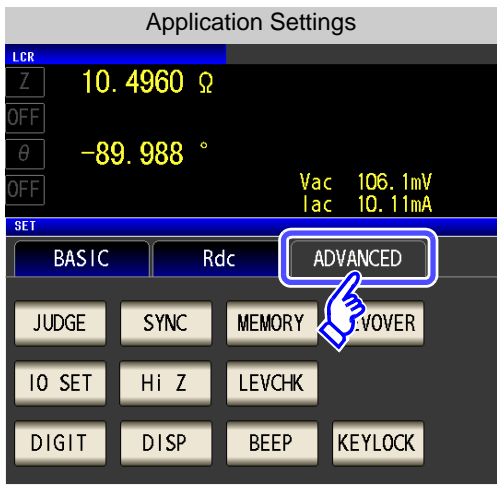 Application Settings
LCR
Z 10.4960 Ω
OFF
θ -89.988 °
OFF
Vac 106.1mV
Iac 10.11mA
SET
BASIC Rdc ADVANCED
JUDGE SYNC MEMORY VOVER
IO SET Hi Z LEVCHK
DIGIT DISP BEEP KEYLOCK